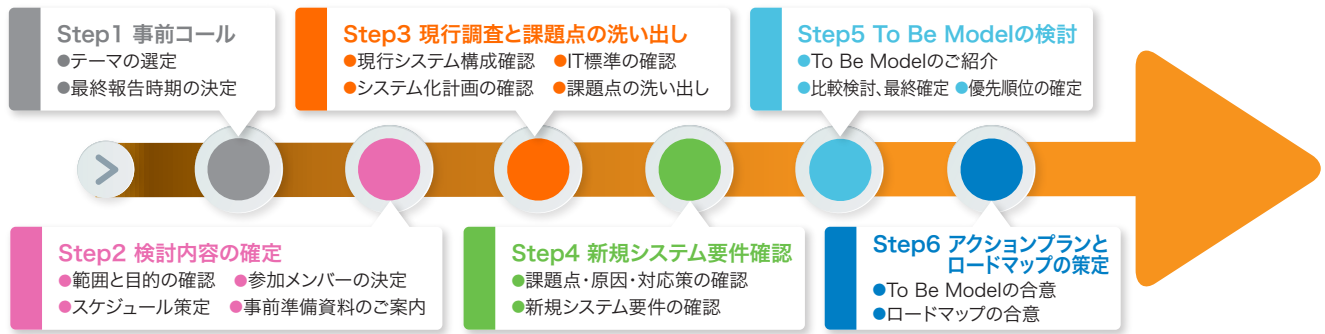 Step1 事前コール
●テーマの選定
●最終報告時期の決定
Step2 検討内容の確定
●範囲と目的の確認 ●参加メンバーの決定
●スケジュール策定 ●事前準備資料のご案内
Step3 現行調査と課題点の洗い出し
●現行システム構成確認 ●IT標準の確認
●システム化計画の確認 ●課題点の洗い出し
Step4 新規システム要件確認
●課題点・原因・対応策の確認
●新規システム要件の確認
Step5 To Be Modelの検討
●To Be Modelのご紹介
●比較検討、最終確定 ●優先順位の確定
Step6 アクションプランと
ロードマップの策定
●To Be Modelの合意
●ロードマップの合意